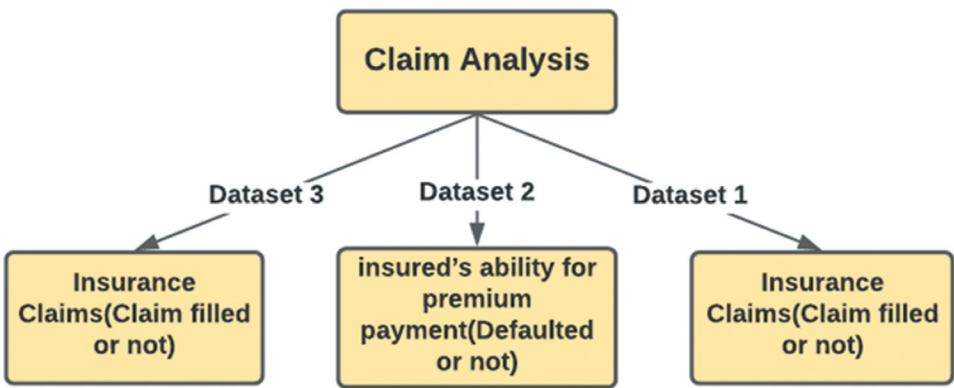 Claim Analysis
Dataset 3
Dataset 2
Dataset 1
Insurance
Claims(Claim filled
or not)
insured's ability for
premium
payment(Defaulted
or not)
Insurance
Claims(Claim filled
or not)